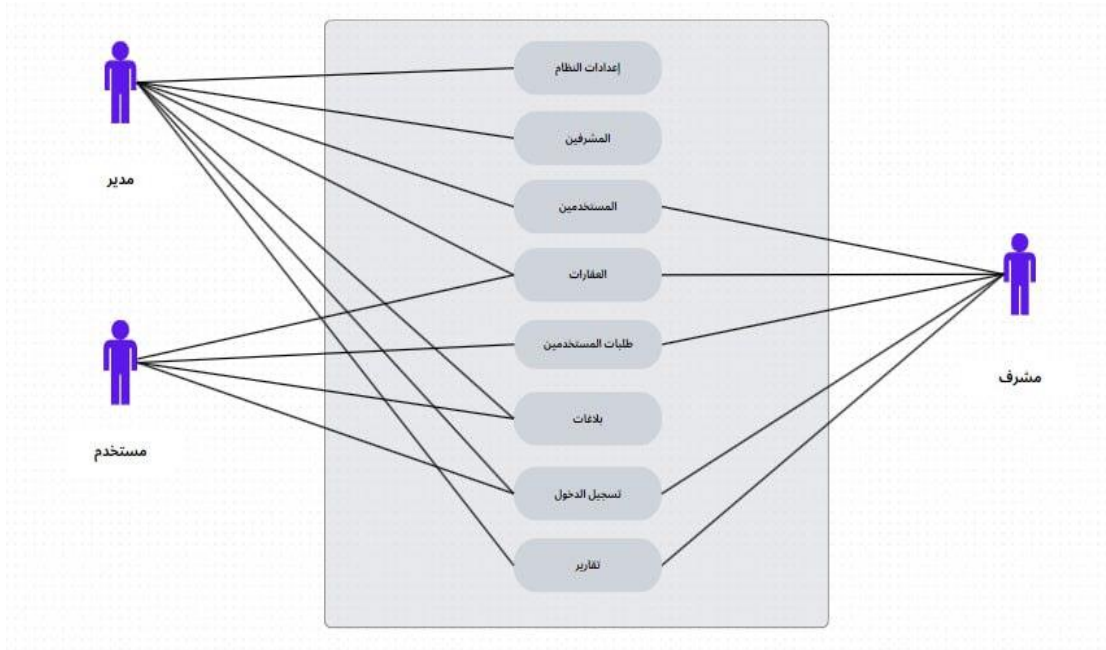 إعدادات النظام
المشرفين
مدير
المستخدمين
العقارات
طلبات المستخدمين
مشرف
بلاغات
مستخدم
تسجيل الدخول
تقارير